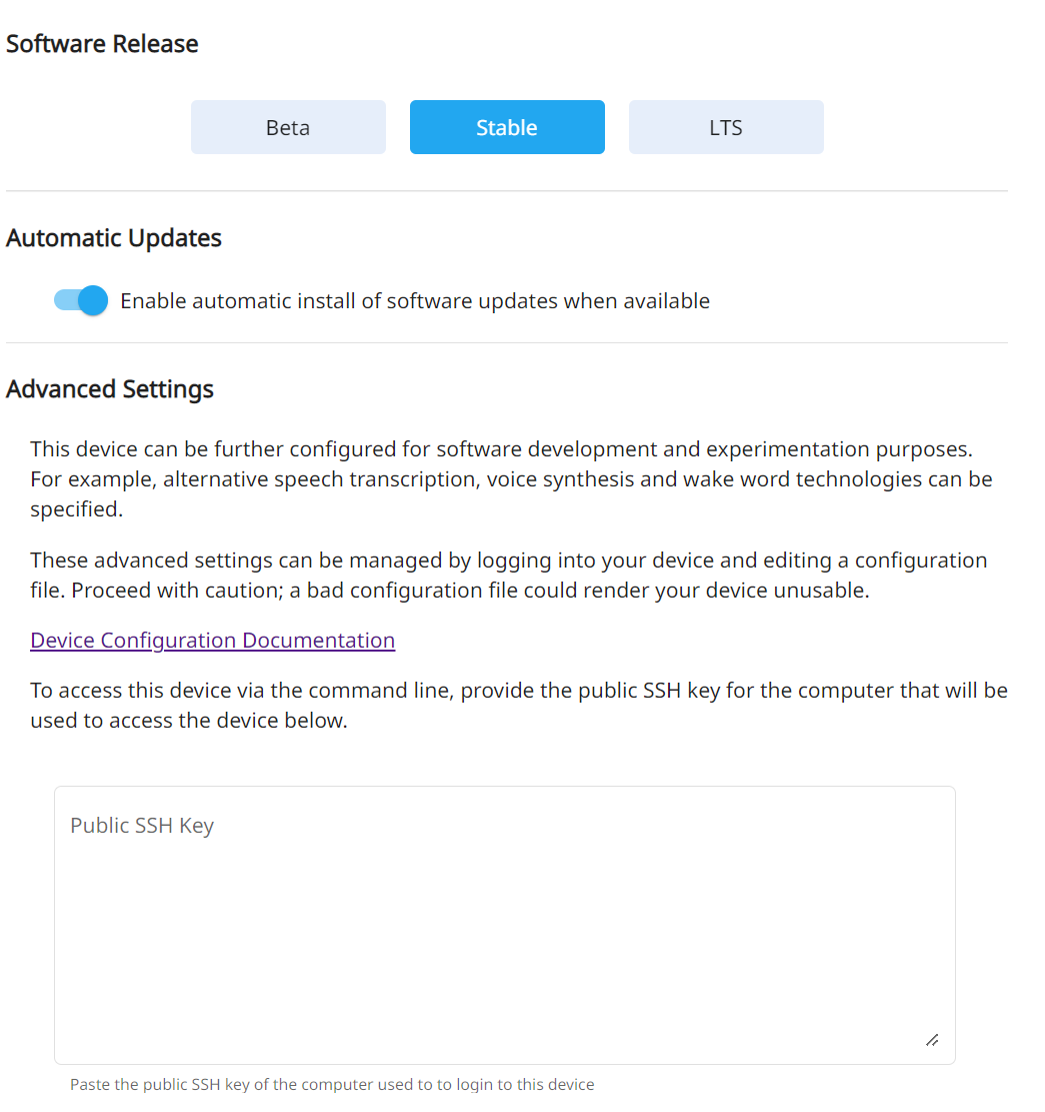 Software Release
Beta
Stable
LTS
Automatic Updates
Enable automatic install of software updates when available
Advanced Settings
This device can be further configured for software development and experimentation purposes.
For example, alternative speech transcription, voice synthesis and wake word technologies can be
specified.
These advanced settings can be managed by logging into your device and editing a configuration
file. Proceed with caution; a bad configuration file could render your device unusable.
Device Configuration Documentation
To access this device via the command line, provide the public SSH key for the computer that will be
used to access the device below.
Public SSH Key
Paste the public SSH key of the computer used to to login to this device